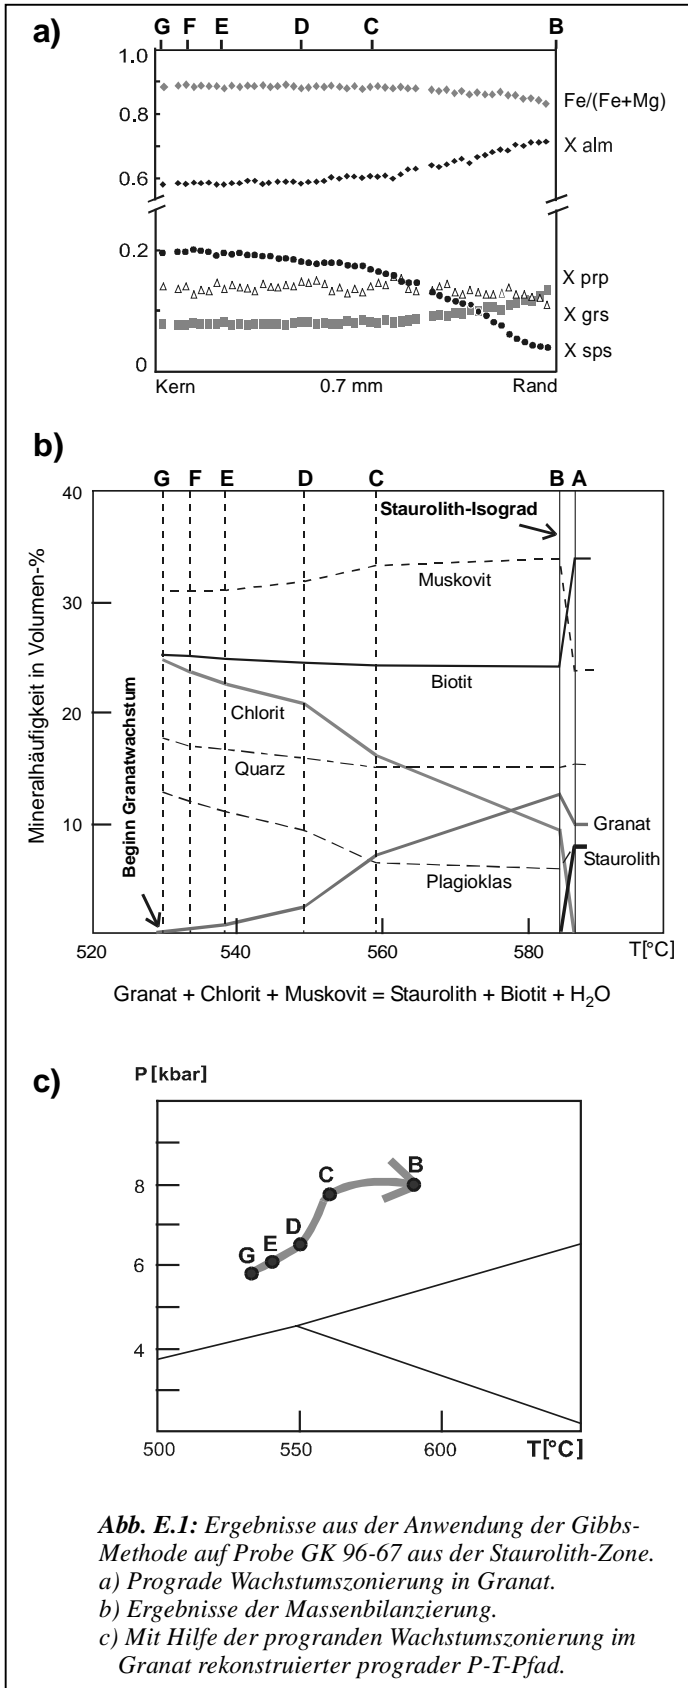 a)
G F E D C B
1.0
Fe/(Fe+Mg)
0.8
X alm
0.6
0.2
X prp
X grs
X sps
0
Kern 0.7 mm Rand
b)
G F E D C B A
40
Staurolith-Isograd
Muskovit
30
Biotit
Chlorit
20
Quarz
10
Granat
Staurolith
Plagioklas
Mineralhäufigkeit in Volumen-%
Beginn Granatwachstum
520 540 560 580 T[°C]
Granat + Chlorit + Muskovit = Staurolith + Biotit + H₂O
c)
P [kbar]
8
6
4
G E D C B
500 550 600 T[°C]
Abb. E.1: Ergebnisse aus der Anwendung der Gibbs-
Methode auf Probe GK 96-67 aus der Staurolith-Zone.
a) Prograde Wachstumszonierung in Granat.
b) Ergebnisse der Massenbilanzierung.
c) Mit Hilfe der progranden Wachstumszonierung im
Granat rekonstruierter prograder P-T-Pfad.